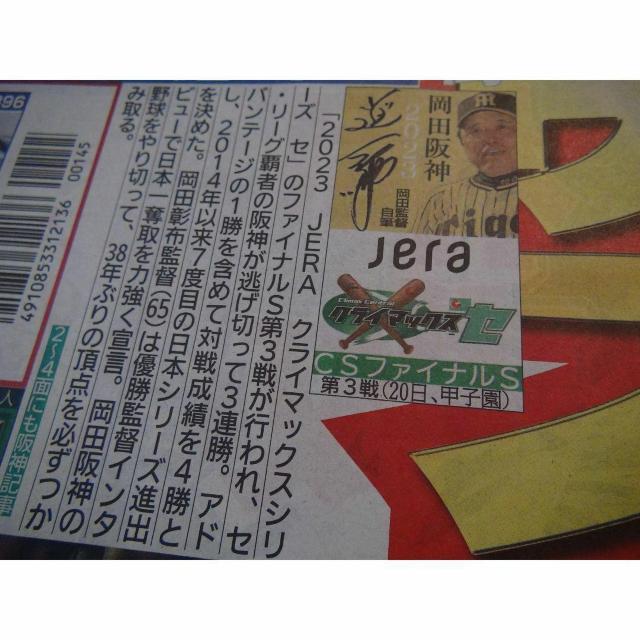 岡田阪神
2023
岡田監督
自筆
Tigers
Jera
Climax Central
クライマックス セ
CSファイナルS
第3戦(20日、甲子園)
「2023 JERA クライマックスシリ
ーズ セ」のファイナルS第3戦が行われ、セ
・リーグ覇者の阪神が逃げ切って3連勝。アド
バンテージの1勝を含めて対戦成績を4勝と
し、2014年以来7度目の日本シリーズ進出
を決めた。岡田彰布監督(65)は優勝監督インタ
ビューで日本一奪取を力強く宣言。岡田阪神の
野球をやり切って、38年ぶりの頂点を必ずつか
み取る。
2~4面にも阪神記事
896
00145
4910853312136